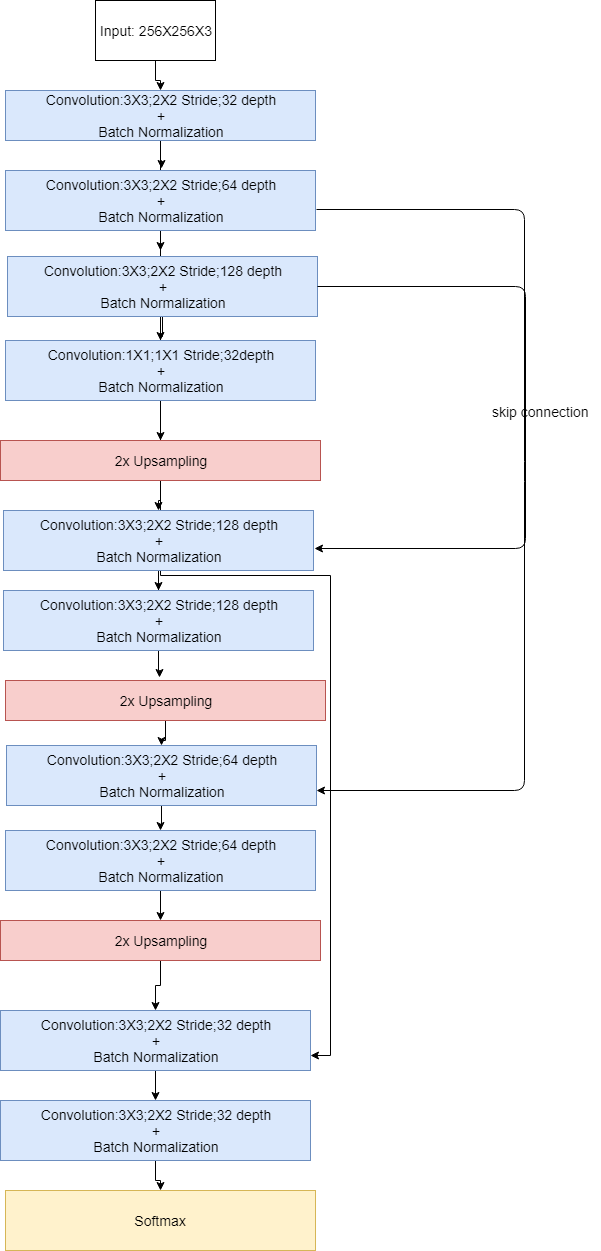 Input: 256X256X3
Convolution:3X3;2X2 Stride;32 depth
+
Batch Normalization
Convolution:3X3;2X2 Stride;64 depth
+
Batch Normalization
Convolution:3X3;2X2 Stride;128 depth
+
Batch Normalization
Convolution:1X1;1X1 Stride;32depth
+
Batch Normalization
skip connection
2x Upsampling
Convolution:3X3;2X2 Stride;128 depth
+
Batch Normalization
Convolution:3X3;2X2 Stride;128 depth
+
Batch Normalization
2x Upsampling
Convolution:3X3;2X2 Stride;64 depth
+
Batch Normalization
Convolution:3X3;2X2 Stride;64 depth
+
Batch Normalization
2x Upsampling
Convolution:3X3;2X2 Stride;32 depth
+
Batch Normalization
Convolution:3X3;2X2 Stride;32 depth
+
Batch Normalization
Softmax